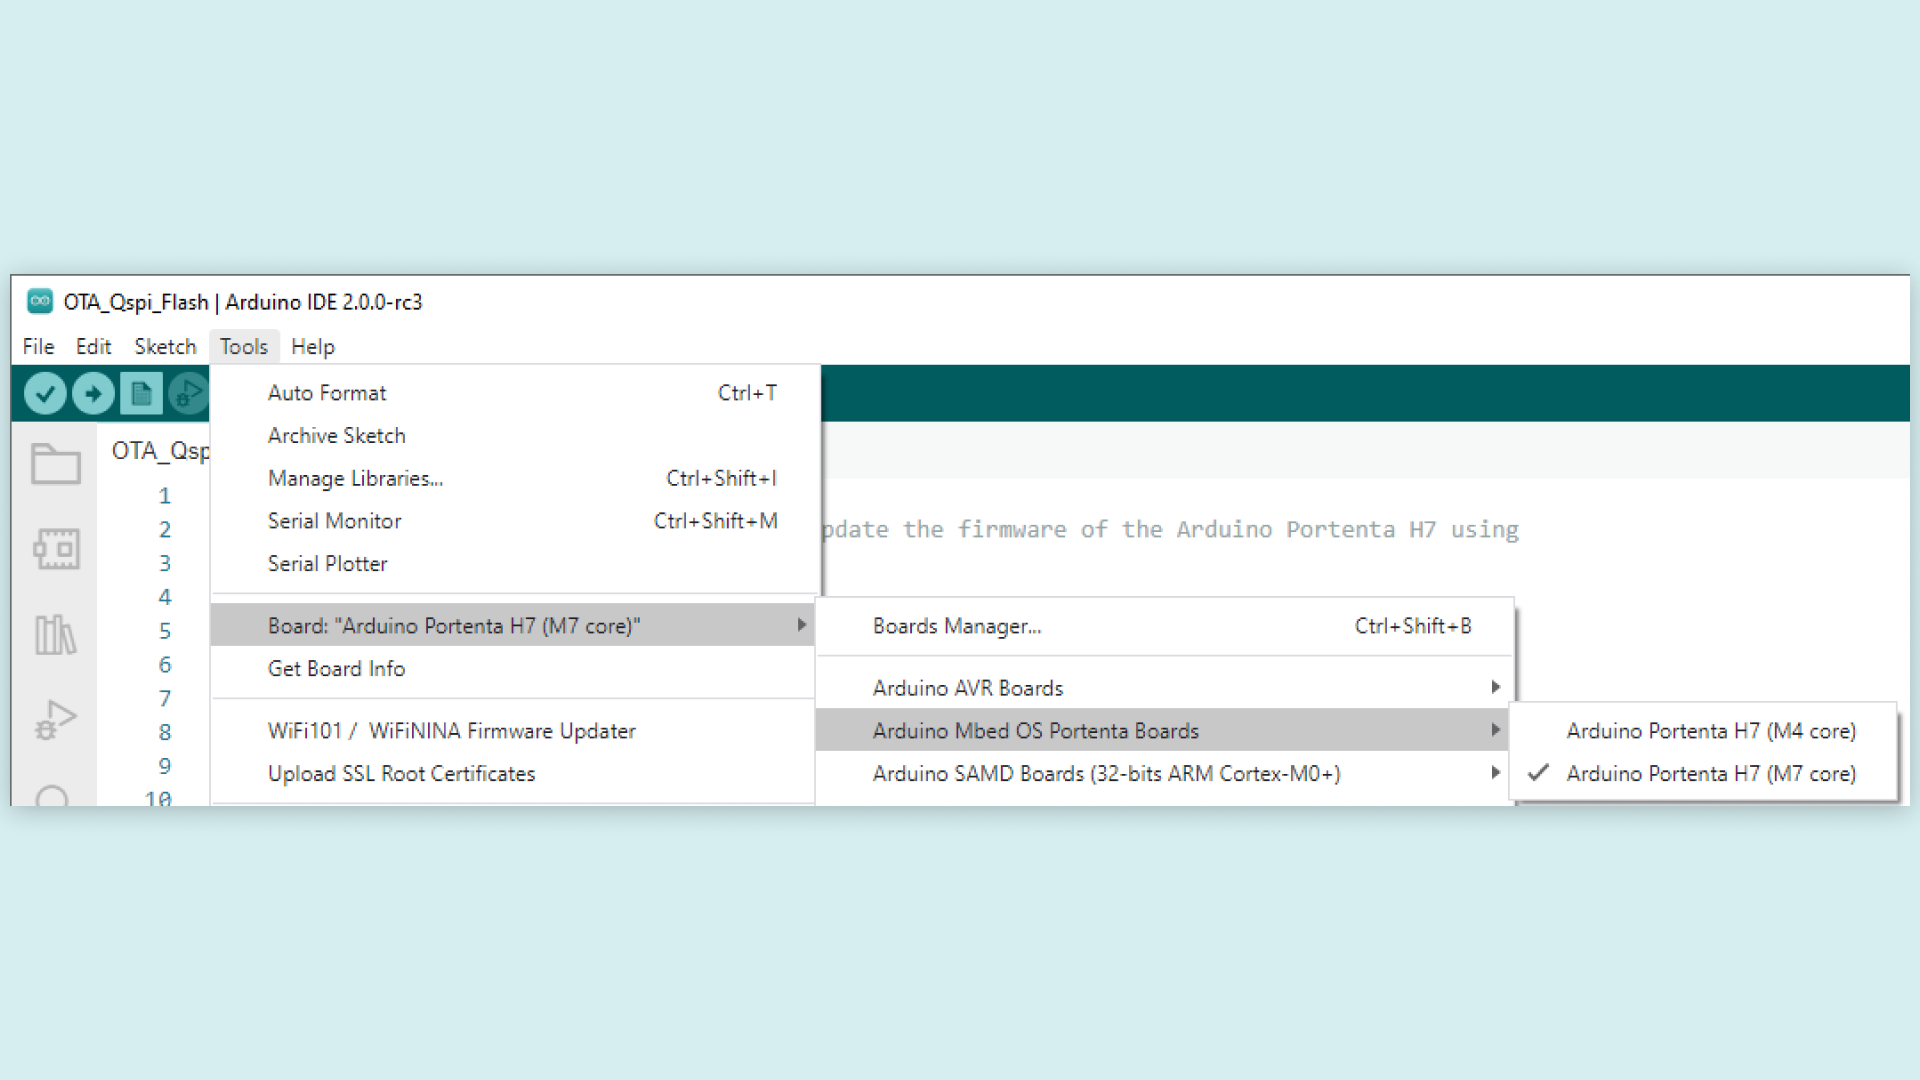 OTA_Qspi_Flash | Arduino IDE 2.0.0-rc3
File Edit Sketch Tools Help
Auto Format Ctrl+T
Archive Sketch
OTA_Qsp
Manage Libraries... Ctrl+Shift+I
1
Serial Monitor Ctrl+Shift+M
2 pdate the firmware of the Arduino Portenta H7 using
3 Serial Plotter
4
5 Board: "Arduino Portenta H7 (M7 core)" Boards Manager... Ctrl+Shift+B
6 Get Board Info
7 Arduino AVR Boards
8 WiFi101 / WiFiNINA Firmware Updater Arduino Mbed OS Portenta Boards Arduino Portenta H7 (M4 core)
9 Upload SSL Root Certificates Arduino SAMD Boards (32-bits ARM Cortex-M0+) Arduino Portenta H7 (M7 core)
10